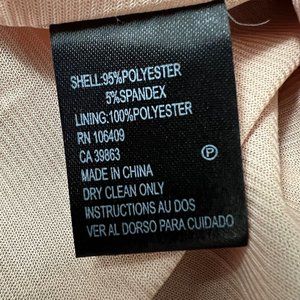 SHELL:95%POLYESTER
5%SPANDEX
LINING:100%POLYESTER
RN 106409
CA 39863
MADE IN CHINA
DRY CLEAN ONLY
INSTRUCTIONS AU DOS
VER AL DORSO PARA CUIDADO
P